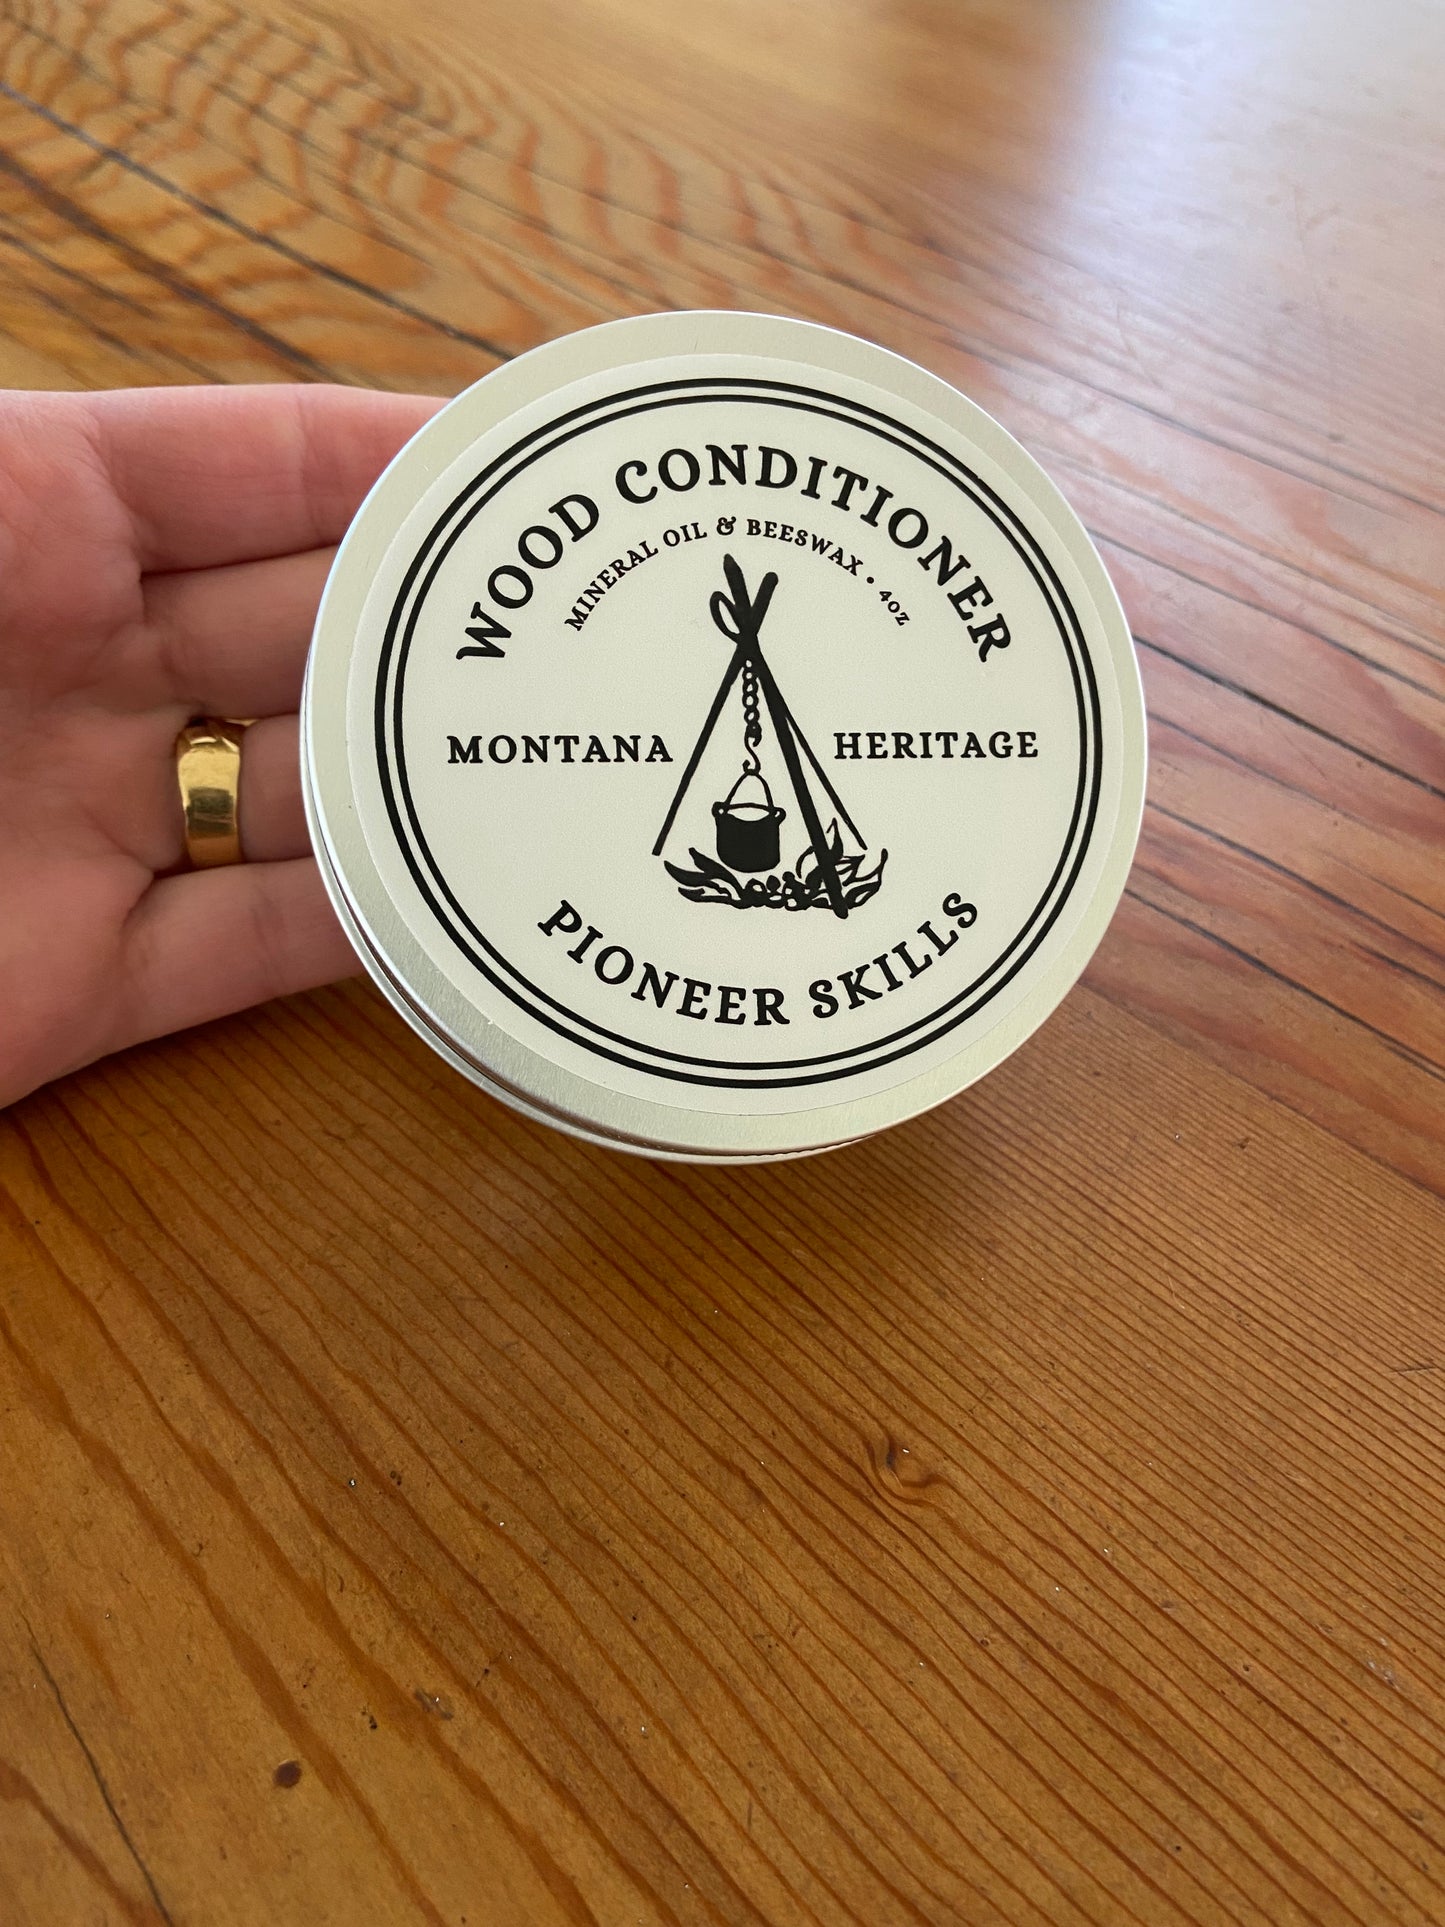 WOOD CONDITIONER
MINERAL OIL & BEESWAX • 4OZ
MONTANA HERITAGE
PIONEER SKILLS